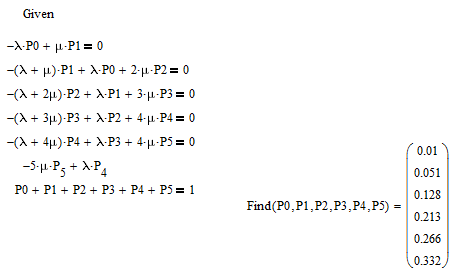 Given
−λ·P0 + μ·P1 = 0
−(λ + μ)·P1 + λ·P0 + 2·μ·P2 = 0
−(λ + 2μ)·P2 + λ·P1 + 3·μ·P3 = 0
−(λ + 3μ)·P3 + λ·P2 + 4·μ·P4 = 0
−(λ + 4μ)·P4 + λ·P3 + 4·μ·P5 = 0
−5·μ·P₅ + λ·P₄
P0 + P1 + P2 + P3 + P4 + P5 = 1
Find(P0,P1,P2,P3,P4,P5) =
0.01
0.051
0.128
0.213
0.266
0.332